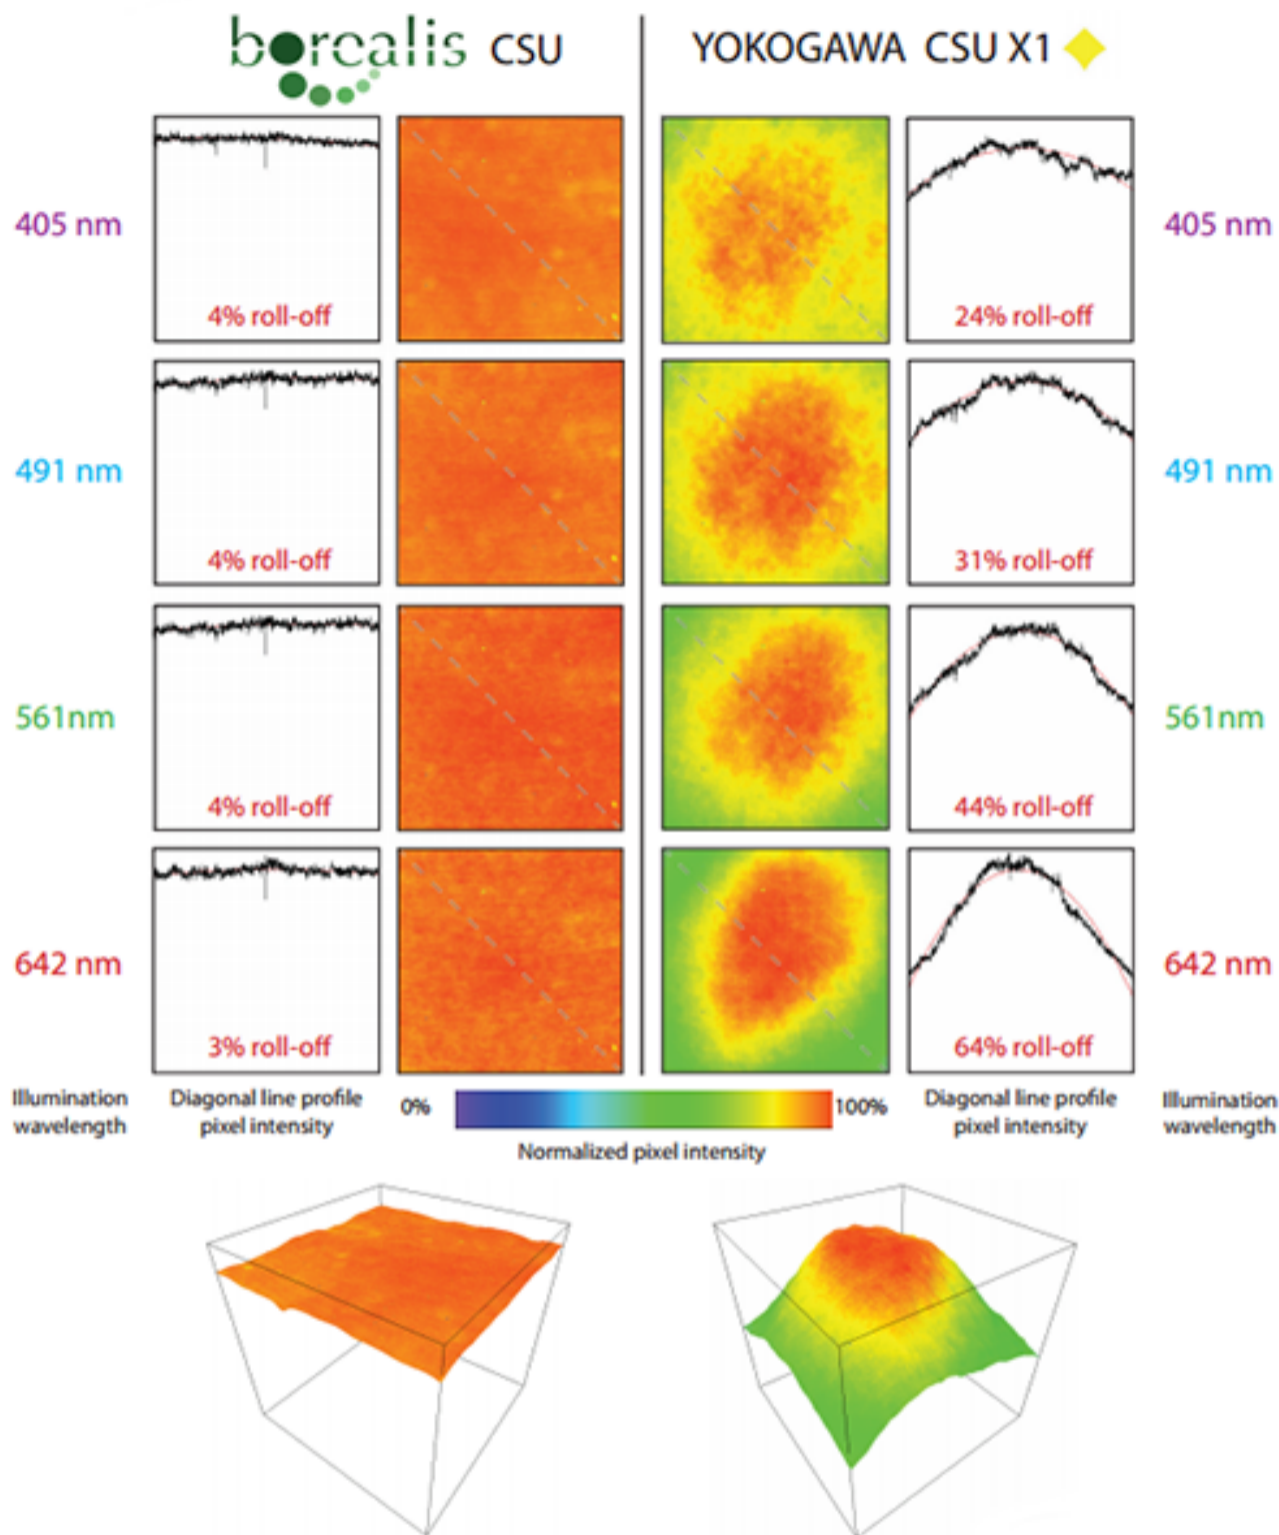 borealis CSU
YOKOGAWA CSU X1
405 nm
4% roll-off
24% roll-off
405 nm
491 nm
4% roll-off
31% roll-off
491 nm
561nm
4% roll-off
44% roll-off
561nm
642 nm
3% roll-off
64% roll-off
642 nm
Illumination
wavelength
Diagonal line profile
pixel intensity
0%
100%
Normalized pixel intensity
Diagonal line profile
pixel intensity
Illumination
wavelength